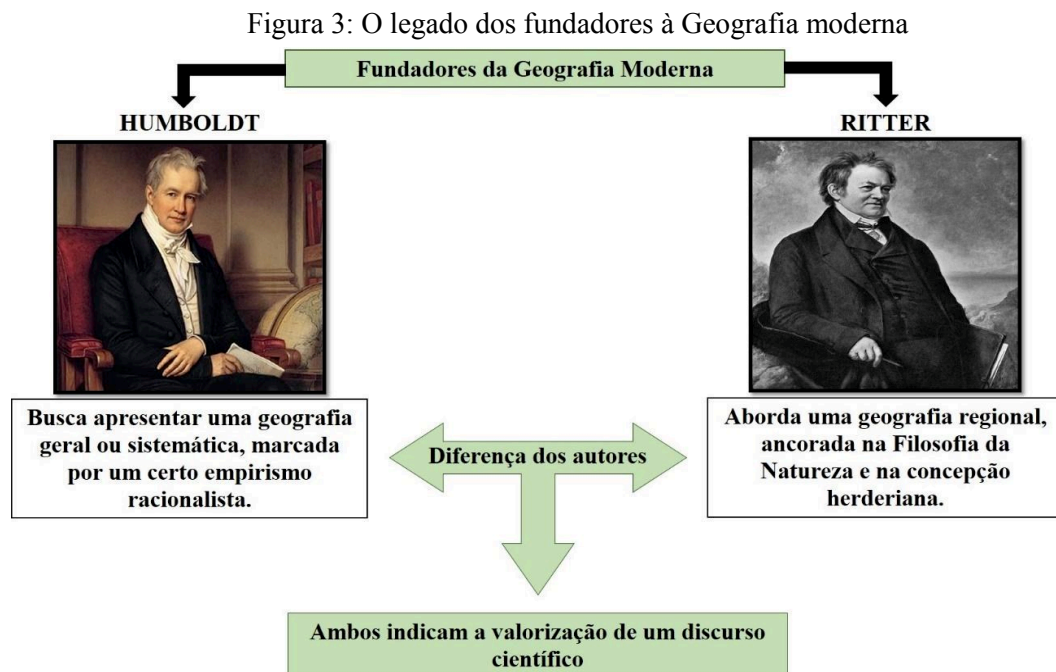 Figura 3: O legado dos fundadores à Geografia moderna
Fundadores da Geografia Moderna
HUMBOLDT
RITTER
Busca apresentar uma geografia
geral ou sistemática, marcada
por um certo empirismo
racionalista.
Diferença dos autores
Aborda uma geografia regional,
ancorada na Filosofia da
Natureza e na concepção
herderiana.
Ambos indicam a valorização de um discurso
científico